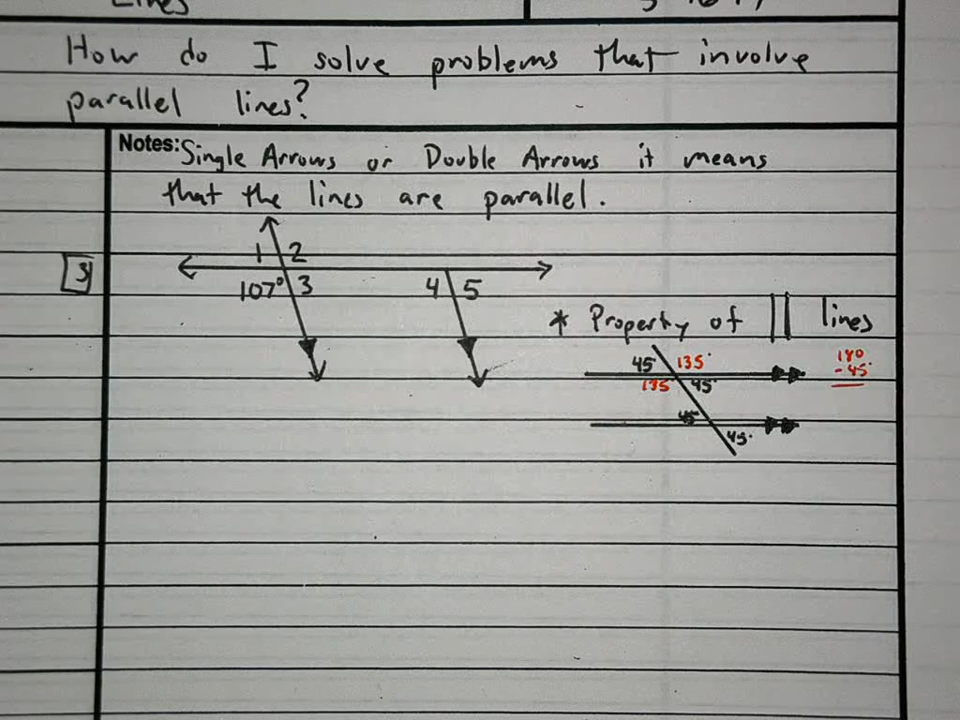 Lines
How do I solve problems that involve
parallel lines?
Notes: Single Arrows or Double Arrows it means
that the lines are parallel.
1 2
3
107° 3 4 5
* Property of || lines
45° 135° 180
135° 45° -45°
45°
45°